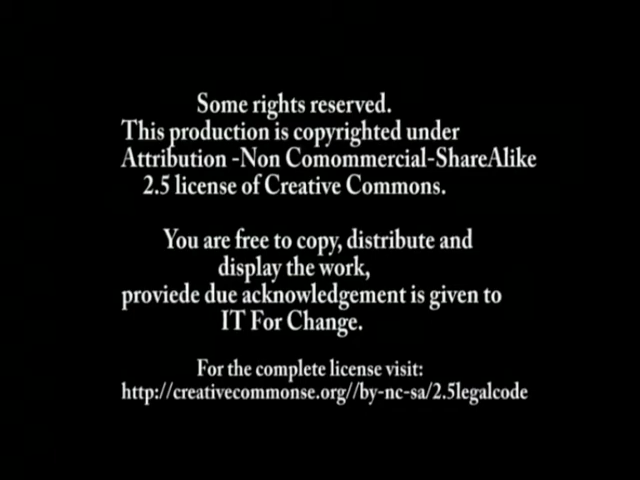 Some rights reserved.
This production is copyrighted under
Attribution -Non Comommercial-ShareAlike
2.5 license of Creative Commons.
You are free to copy, distribute and
display the work,
proviede due acknowledgement is given to
IT For Change.
For the complete license visit:
http://creativecommonse.org//by-nc-sa/2.5legalcode